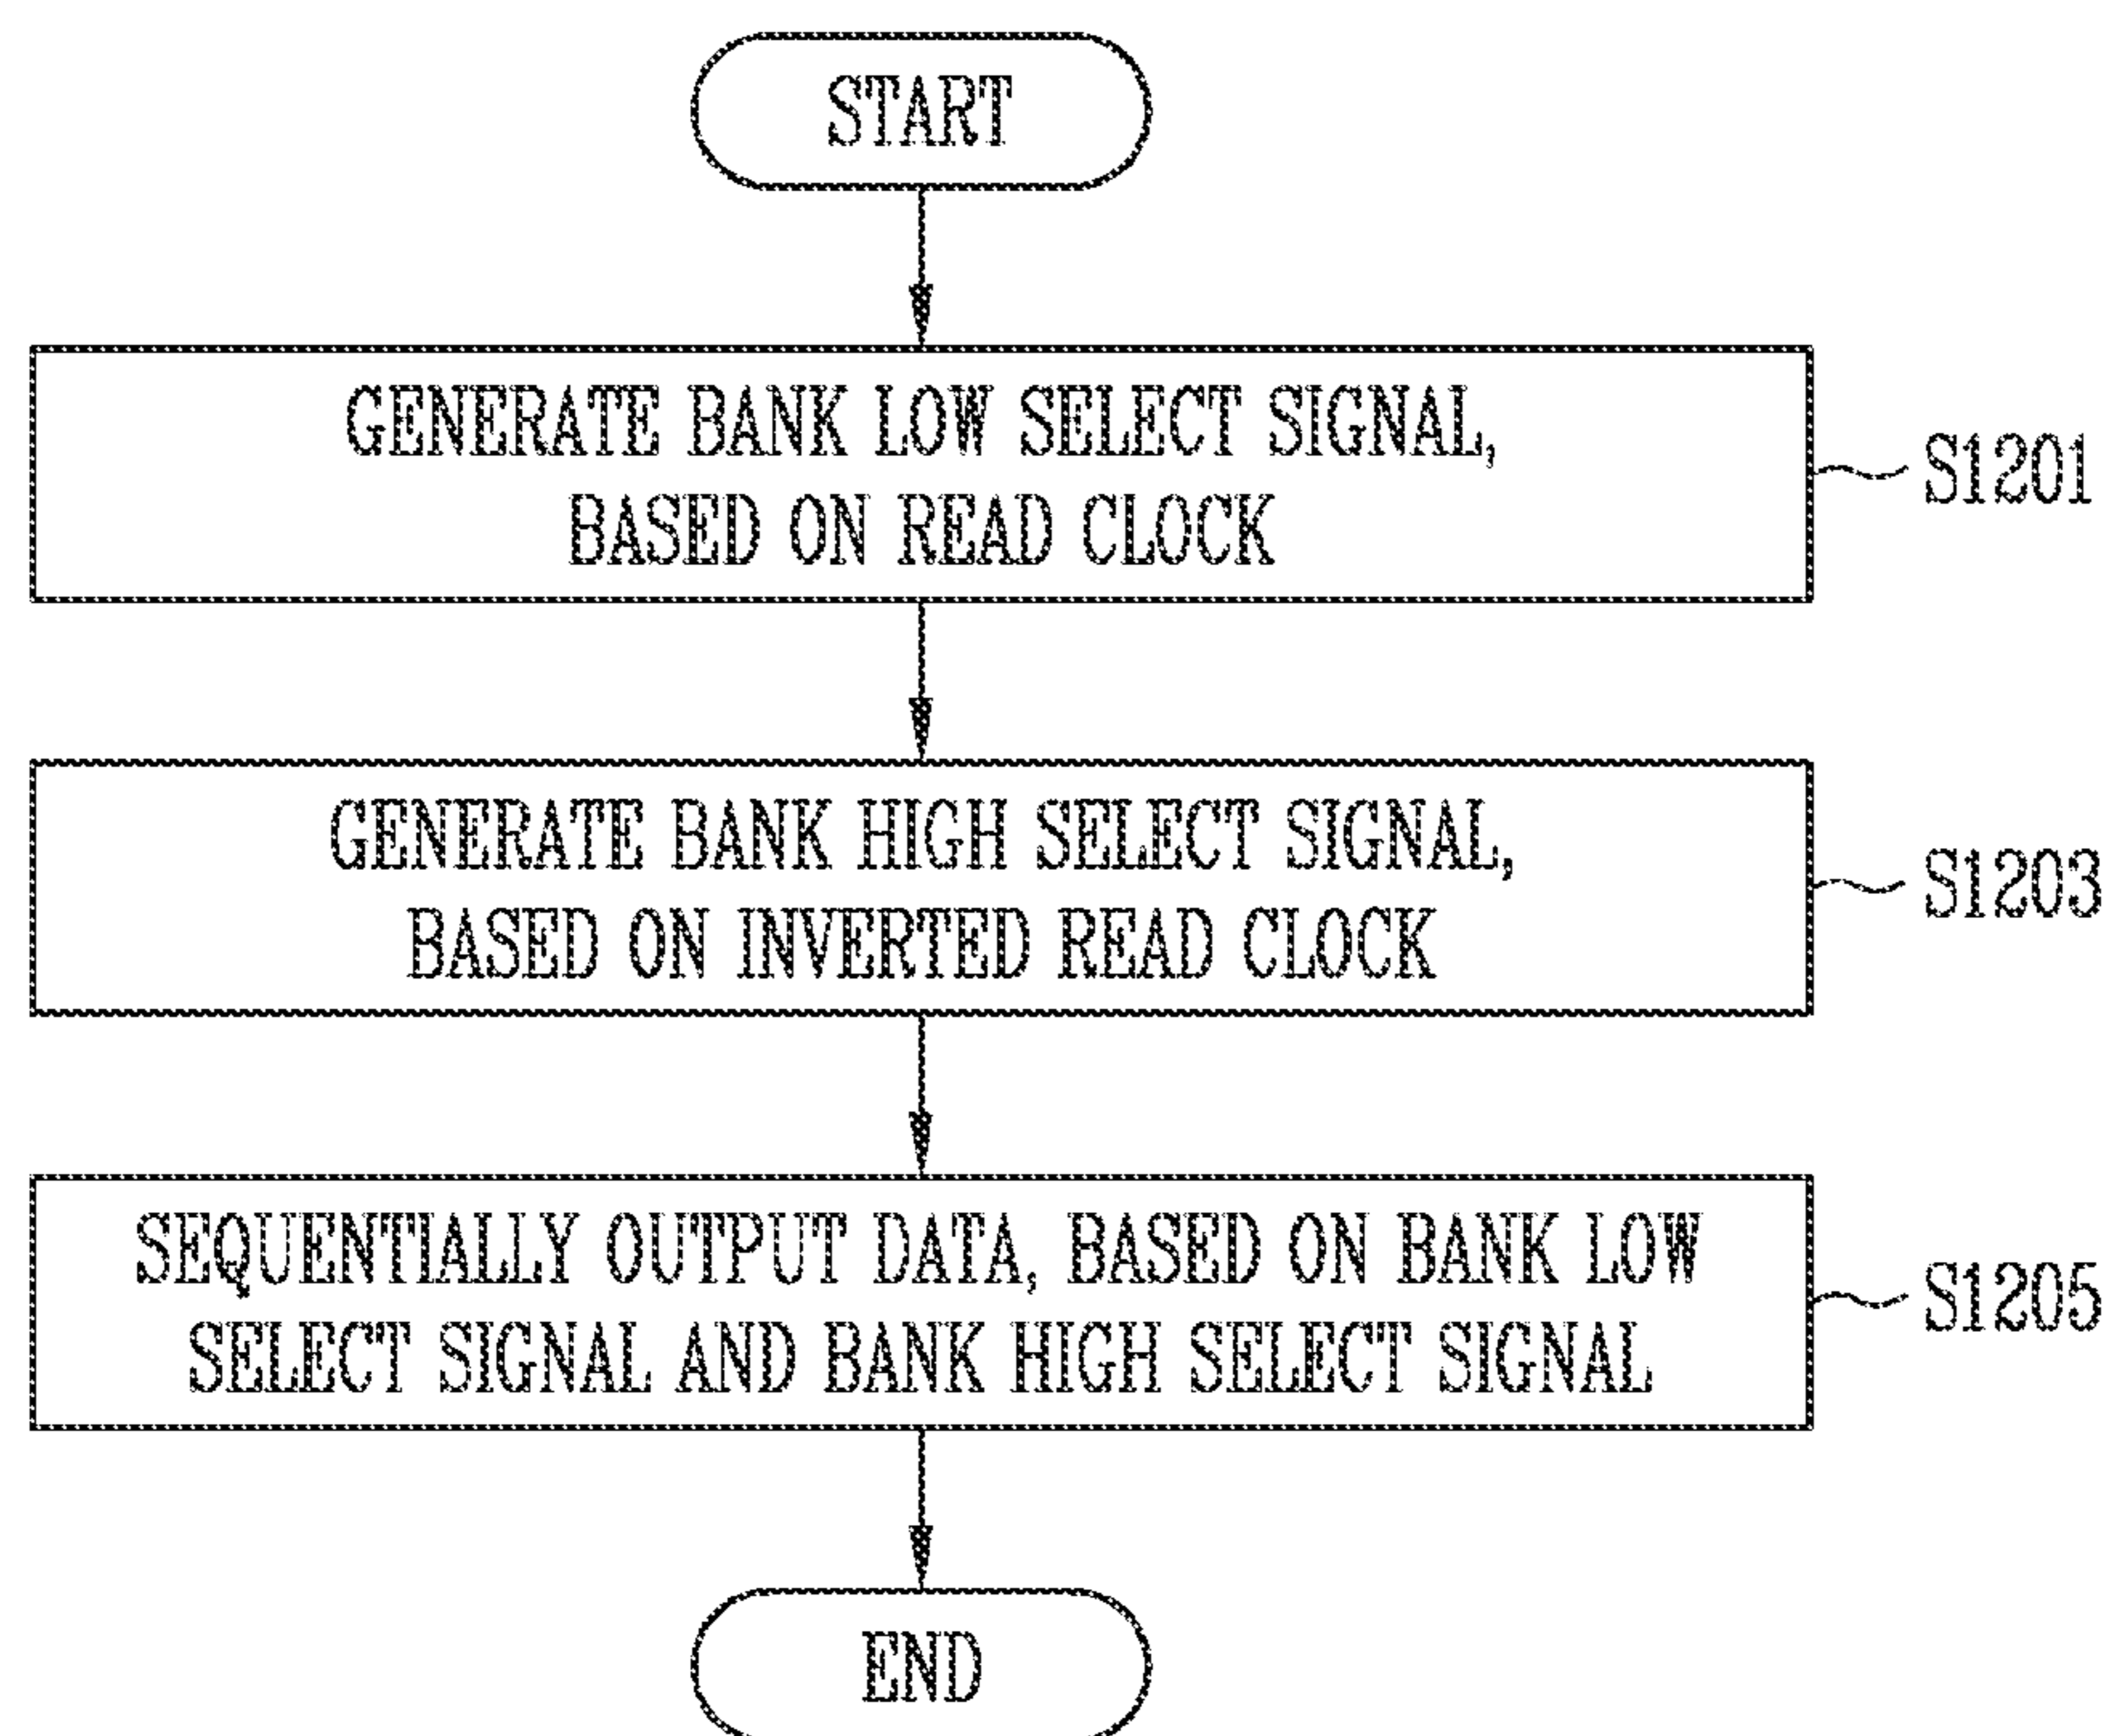 START
GENERATE BANK LOW SELECT SIGNAL,
BASED ON READ CLOCK
S1201
GENERATE BANK HIGH SELECT SIGNAL,
BASED ON INVERTED READ CLOCK
S1203
SEQUENTIALLY OUTPUT DATA, BASED ON BANK LOW
SELECT SIGNAL AND BANK HIGH SELECT SIGNAL
S1205
END